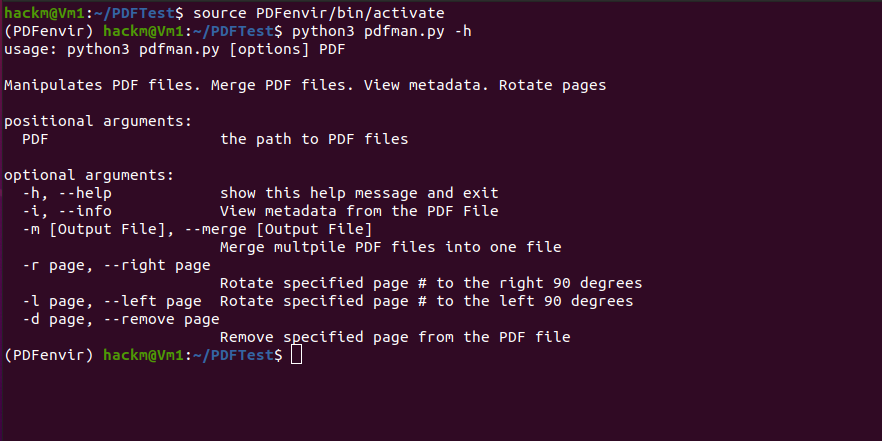 hackm@Vm1:~/PDFTest$ source PDFenvir/bin/activate
(PDFenvir) hackm@Vm1:~/PDFTest$ python3 pdfman.py -h
usage: python3 pdfman.py [options] PDF
Manipulates PDF files. Merge PDF files. View metadata. Rotate pages
positional arguments:
PDF the path to PDF files
optional arguments:
-h, --help show this help message and exit
-i, --info View metadata from the PDF File
-m [Output File], --merge [Output File]
Merge multpile PDF files into one file
-r page, --right page
Rotate specified page # to the right 90 degrees
-l page, --left page Rotate specified page # to the left 90 degrees
-d page, --remove page
Remove specified page from the PDF file
(PDFenvir) hackm@Vm1:~/PDFTest$